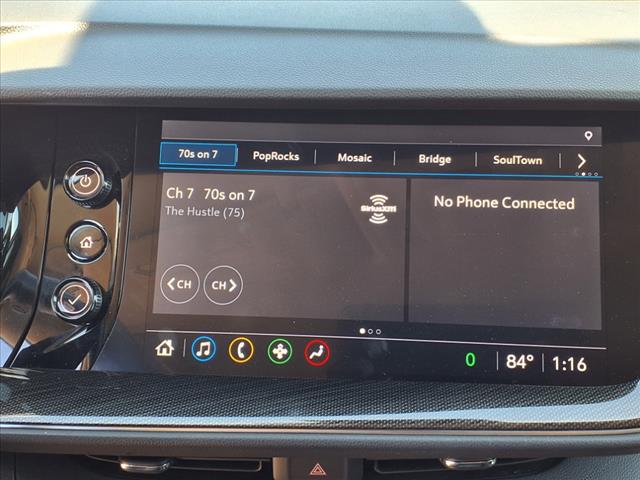 70s on 7 PopRocks Mosaic Bridge SoulTown
Ch 7 70s on 7
The Hustle (75)
SiriusXM
No Phone Connected
CH CH
0 84° 1:16